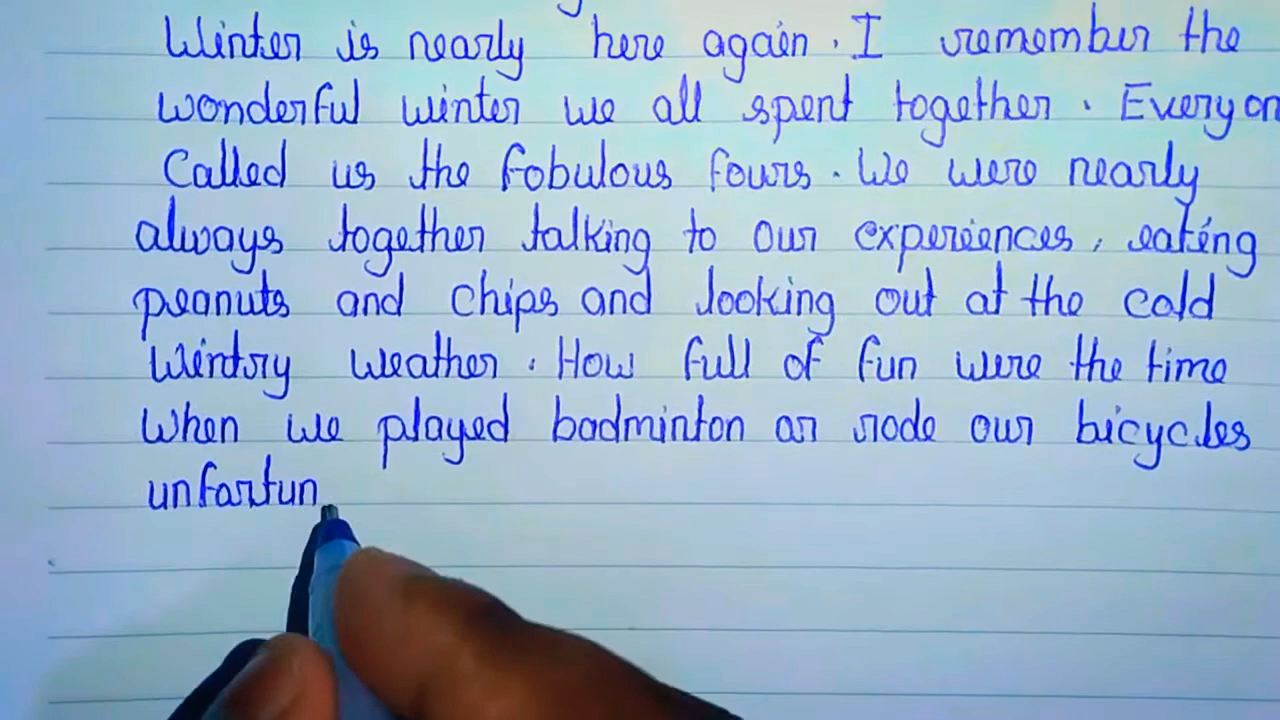 Winter is nearly here again. I remember the
wonderful winter we all spent together. Everyon
Called us the fobulous fours. We were nearly
always together talking to our experiences, eating
peanuts and chips and looking out at the cold
Wintry weather. How full of fun were the time
When we played badminton or rode our bicycles
unfortun